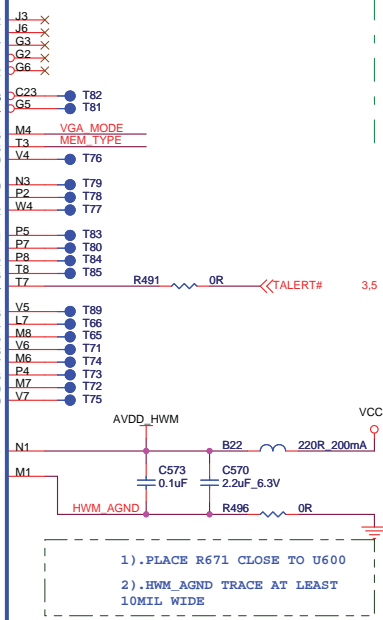 J3
J6
G3
G2
G6
C23 T82
G5 T81
M4 VGA_MODE
T3 MEM_TYPE
V4 T76
N3 T79
P2 T78
W4 T77
P5 T83
P7 T80
P8 T84
T8 T85
T7 R491 0R TALERT# 3,5
V5 T89
L7 T66
M8 T65
V6 T71
M6 T74
P4 T73
M7 T72
V7 T75
AVDD_HWM VCC
N1 B22 220R_200mA
M1 C573 C570
0.1uF 2.2uF_6.3V
HWM_AGND R496 0R
1).PLACE R671 CLOSE TO U600
2).HWM_AGND TRACE AT LEAST
10MIL WIDE